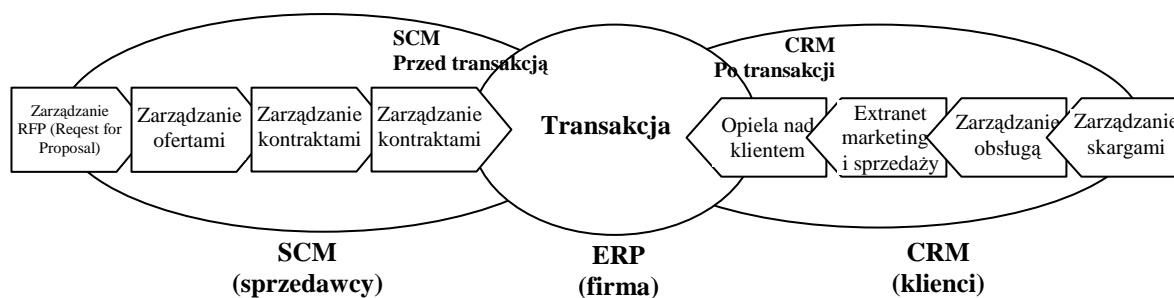 SCM
Przed transakcją
CRM
Po transakcji
Zarządzanie
RFP (Reqest for
Proposal)
Zarządzanie
ofertami
Zarządzanie
kontraktami
Zarządzanie
kontraktami
Transakcja
Opiela nad
klientem
Extranet
marketing
i sprzedaży
Zarządzanie
obsługą
Zarządzanie
skargami
SCM
(sprzedawcy)
ERP
(firma)
CRM
(klienci)